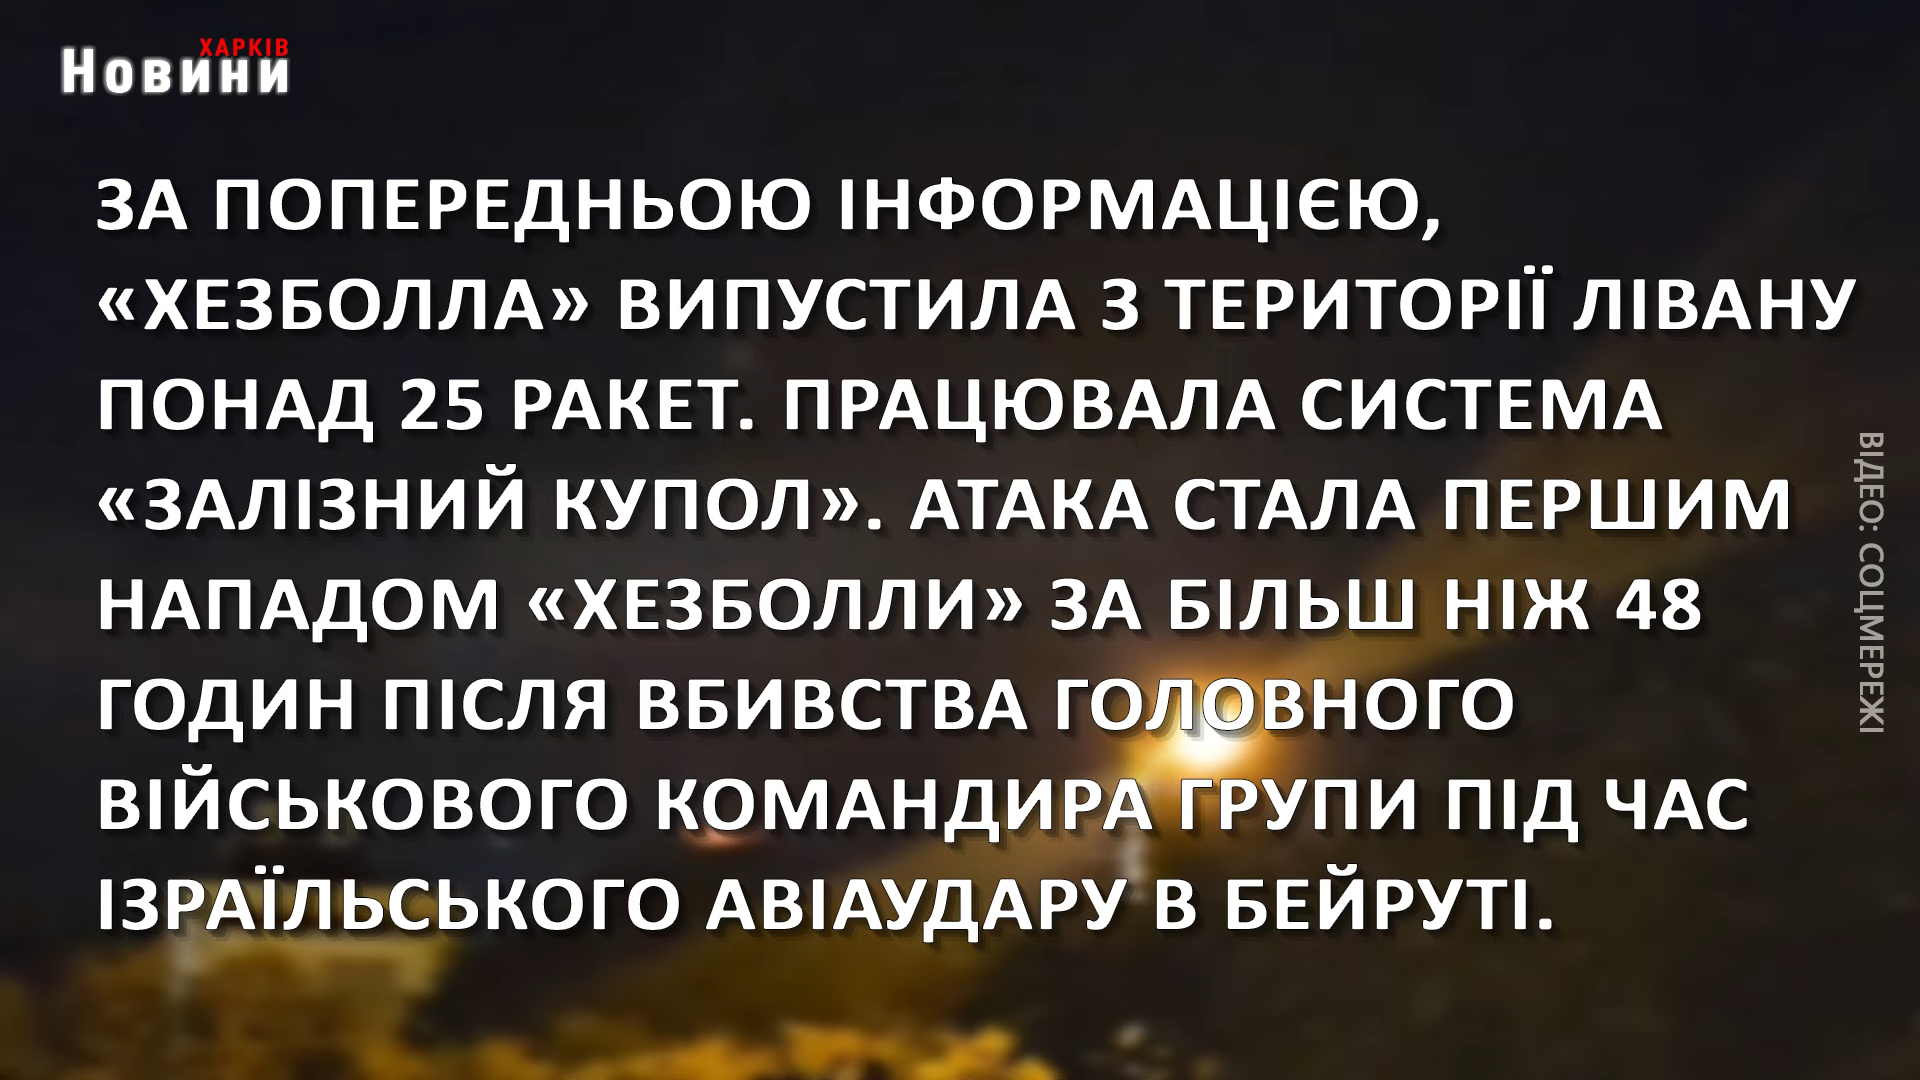 ХАРКІВ
Новини
ЗА ПОПЕРЕДНЬОЮ ІНФОРМАЦІЄЮ,
«ХЕЗБОЛЛА» ВИПУСТИЛА З ТЕРИТОРІЇ ЛІВАНУ
ПОНАД 25 РАКЕТ. ПРАЦЮВАЛА СИСТЕМА
«ЗАЛІЗНИЙ КУПОЛ». АТАКА СТАЛА ПЕРШИМ
НАПАДОМ «ХЕЗБОЛЛИ» ЗА БІЛЬШ НІЖ 48
ГОДИН ПІСЛЯ ВБИВСТВА ГОЛОВНОГО
ВІЙСЬКОВОГО КОМАНДИРА ГРУПИ ПІД ЧАС
ІЗРАЇЛЬСЬКОГО АВІАУДАРУ В БЕЙРУТІ.
ВІДЕО: СОЦМЕРЕЖІ